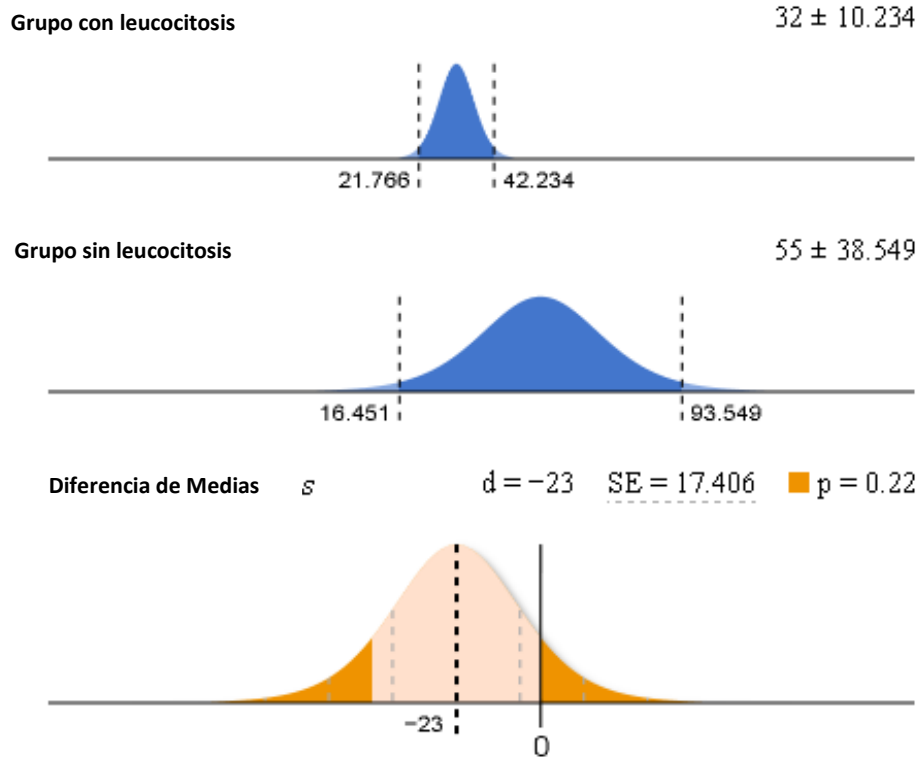 Grupo con leucocitosis 32 ± 10.234
21.766 42.234
Grupo sin leucocitosis 55 ± 38.549
16.451 93.549
Diferencia de Medias s d = −23 SE = 17.406 p = 0.22
−23
0